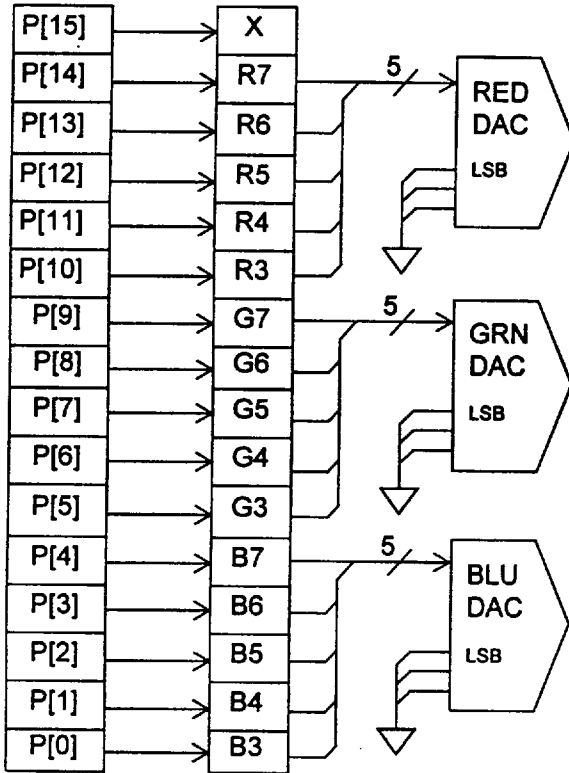 P[15] X
P[14] R7 5 RED
P[13] R6 DAC
P[12] R5 LSB
P[11] R4
P[10] R3
P[9] G7 5 GRN
P[8] G6 DAC
P[7] G5 LSB
P[6] G4
P[5] G3
P[4] B7 5 BLU
P[3] B6 DAC
P[2] B5 LSB
P[1] B4
P[0] B3